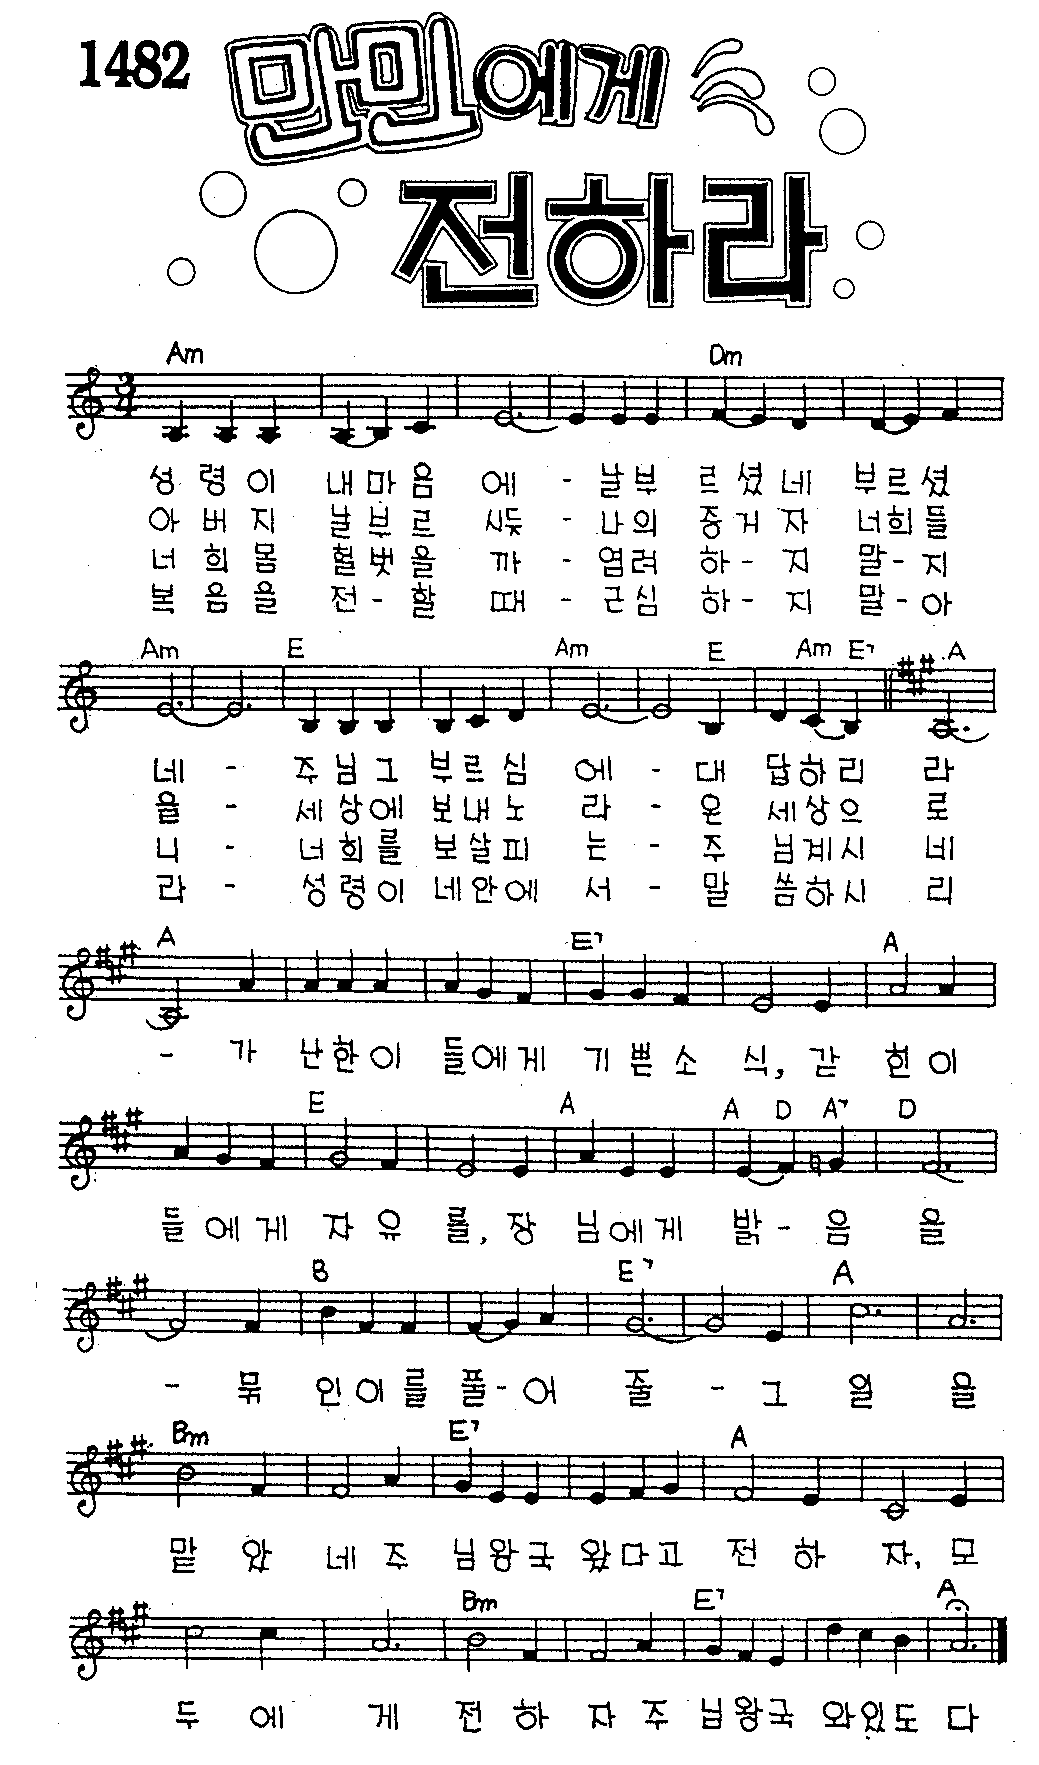 1482
만민에게
전하라
Am Dm
성령이 내마음 에 - 날부 르셨네 부르셨
아버지 날부르 시듯 - 나의 증거자 너희들
너희몸 헐벗을까 - 염려 하-지 말-지
복음을 전-할 때 - 근심 하-지 말-아
Am E Am E Am E7 A
네 - 주님그 부르심 에 - 대 답하리 라
을 - 세상에 보내노 라 - 온 세상으 로
니 - 너희를 보살피 는 - 주 님계시 네
라 - 성령이 네안에 서 - 말 씀하시 리
A E7 A
- 가 난한이 들에게 기쁜소 식, 갇 힌이
E A A D A7 D
들에게 자유 를, 장 님에게 밝-음 을
B E7 A
- 묶 인이를 풀-어 줄 - 그 일 을
Bm E7 A
맡 았 네 주 님왕국 왔다고 전 하 자, 모
Bm E7 A
두 에 게 전 하 자 주 님왕국 와있도 다